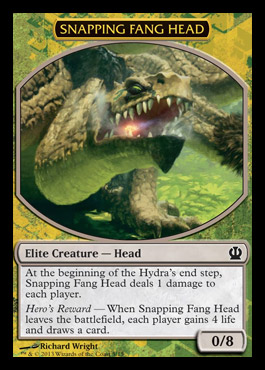 SNAPPING FANG HEAD
Elite Creature — Head
At the beginning of the Hydra's end step,
Snapping Fang Head deals 1 damage to
each player.
Hero's Reward — When Snapping Fang Head
leaves the battlefield, each player gains 4 life
and draws a card.
0/8
Richard Wright
™ & © 2013 Wizards of the Coast